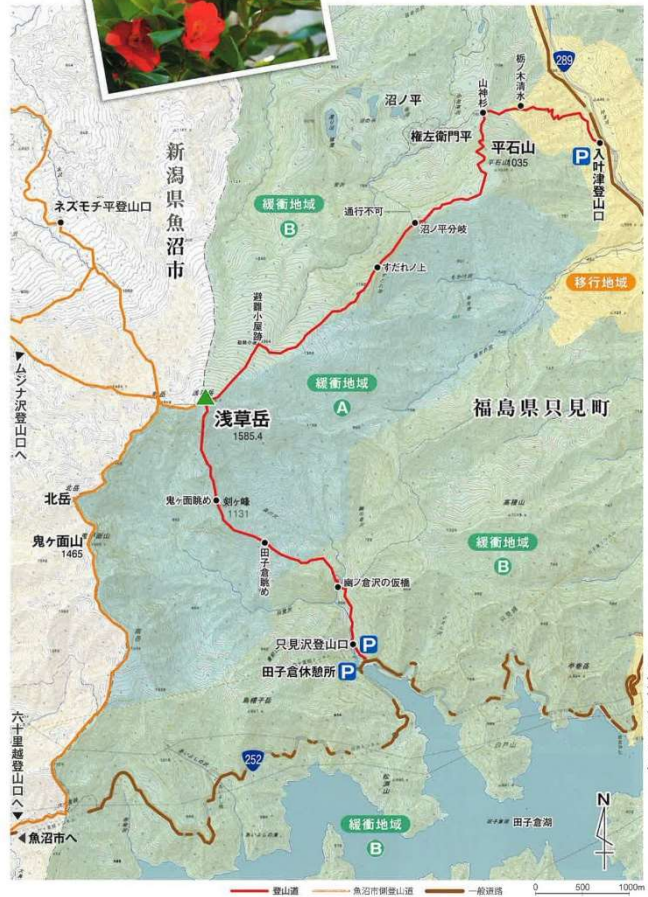 289
栃ノ木清水
山神杉
沼ノ平
権左衛門平
平石山
平石山1035
P
入叶津登山口
新潟県魚沼市
ネズモチ平登山口
緩衝地域
B
通行不可
沼ノ平分岐
すだれノ上
移行地域
避難小屋跡
▲ムジナ沢登山口へ
緩衝地域
A
福島県只見町
浅草岳
1585.4
北岳
北岳
鬼ヶ面眺め
剣ヶ峰
1131
鬼ヶ面山
1465
田子倉眺め
緩衝地域
B
幽ノ倉沢の仮橋
只見沢登山口
P
田子倉休憩所
P
六十里越登山口へ▼
252
魚沼市へ
緩衝地域
B
田子倉湖
N
登山道
魚沼市側登山道
一般道路
0 500 1000m